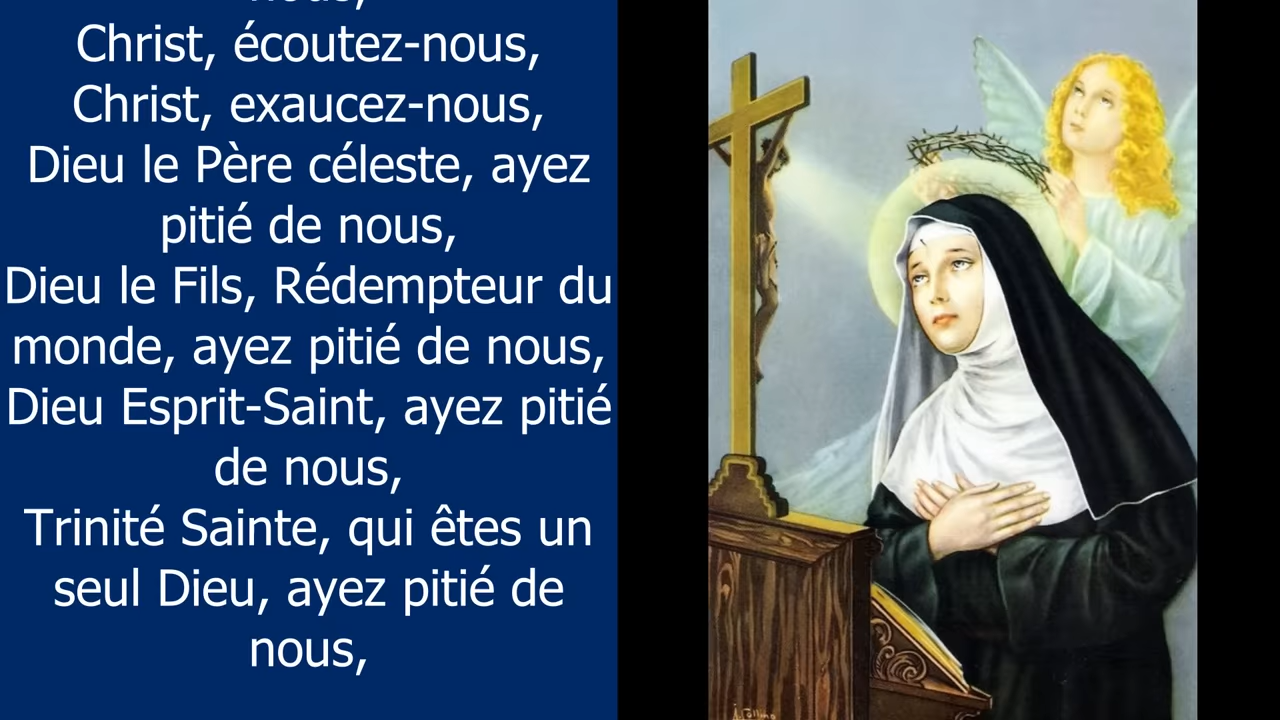 nous,
Christ, écoutez-nous,
Christ, exaucez-nous,
Dieu le Père céleste, ayez
pitié de nous,
Dieu le Fils, Rédempteur du
monde, ayez pitié de nous,
Dieu Esprit-Saint, ayez pitié
de nous,
Trinité Sainte, qui êtes un
seul Dieu, ayez pitié de
nous,